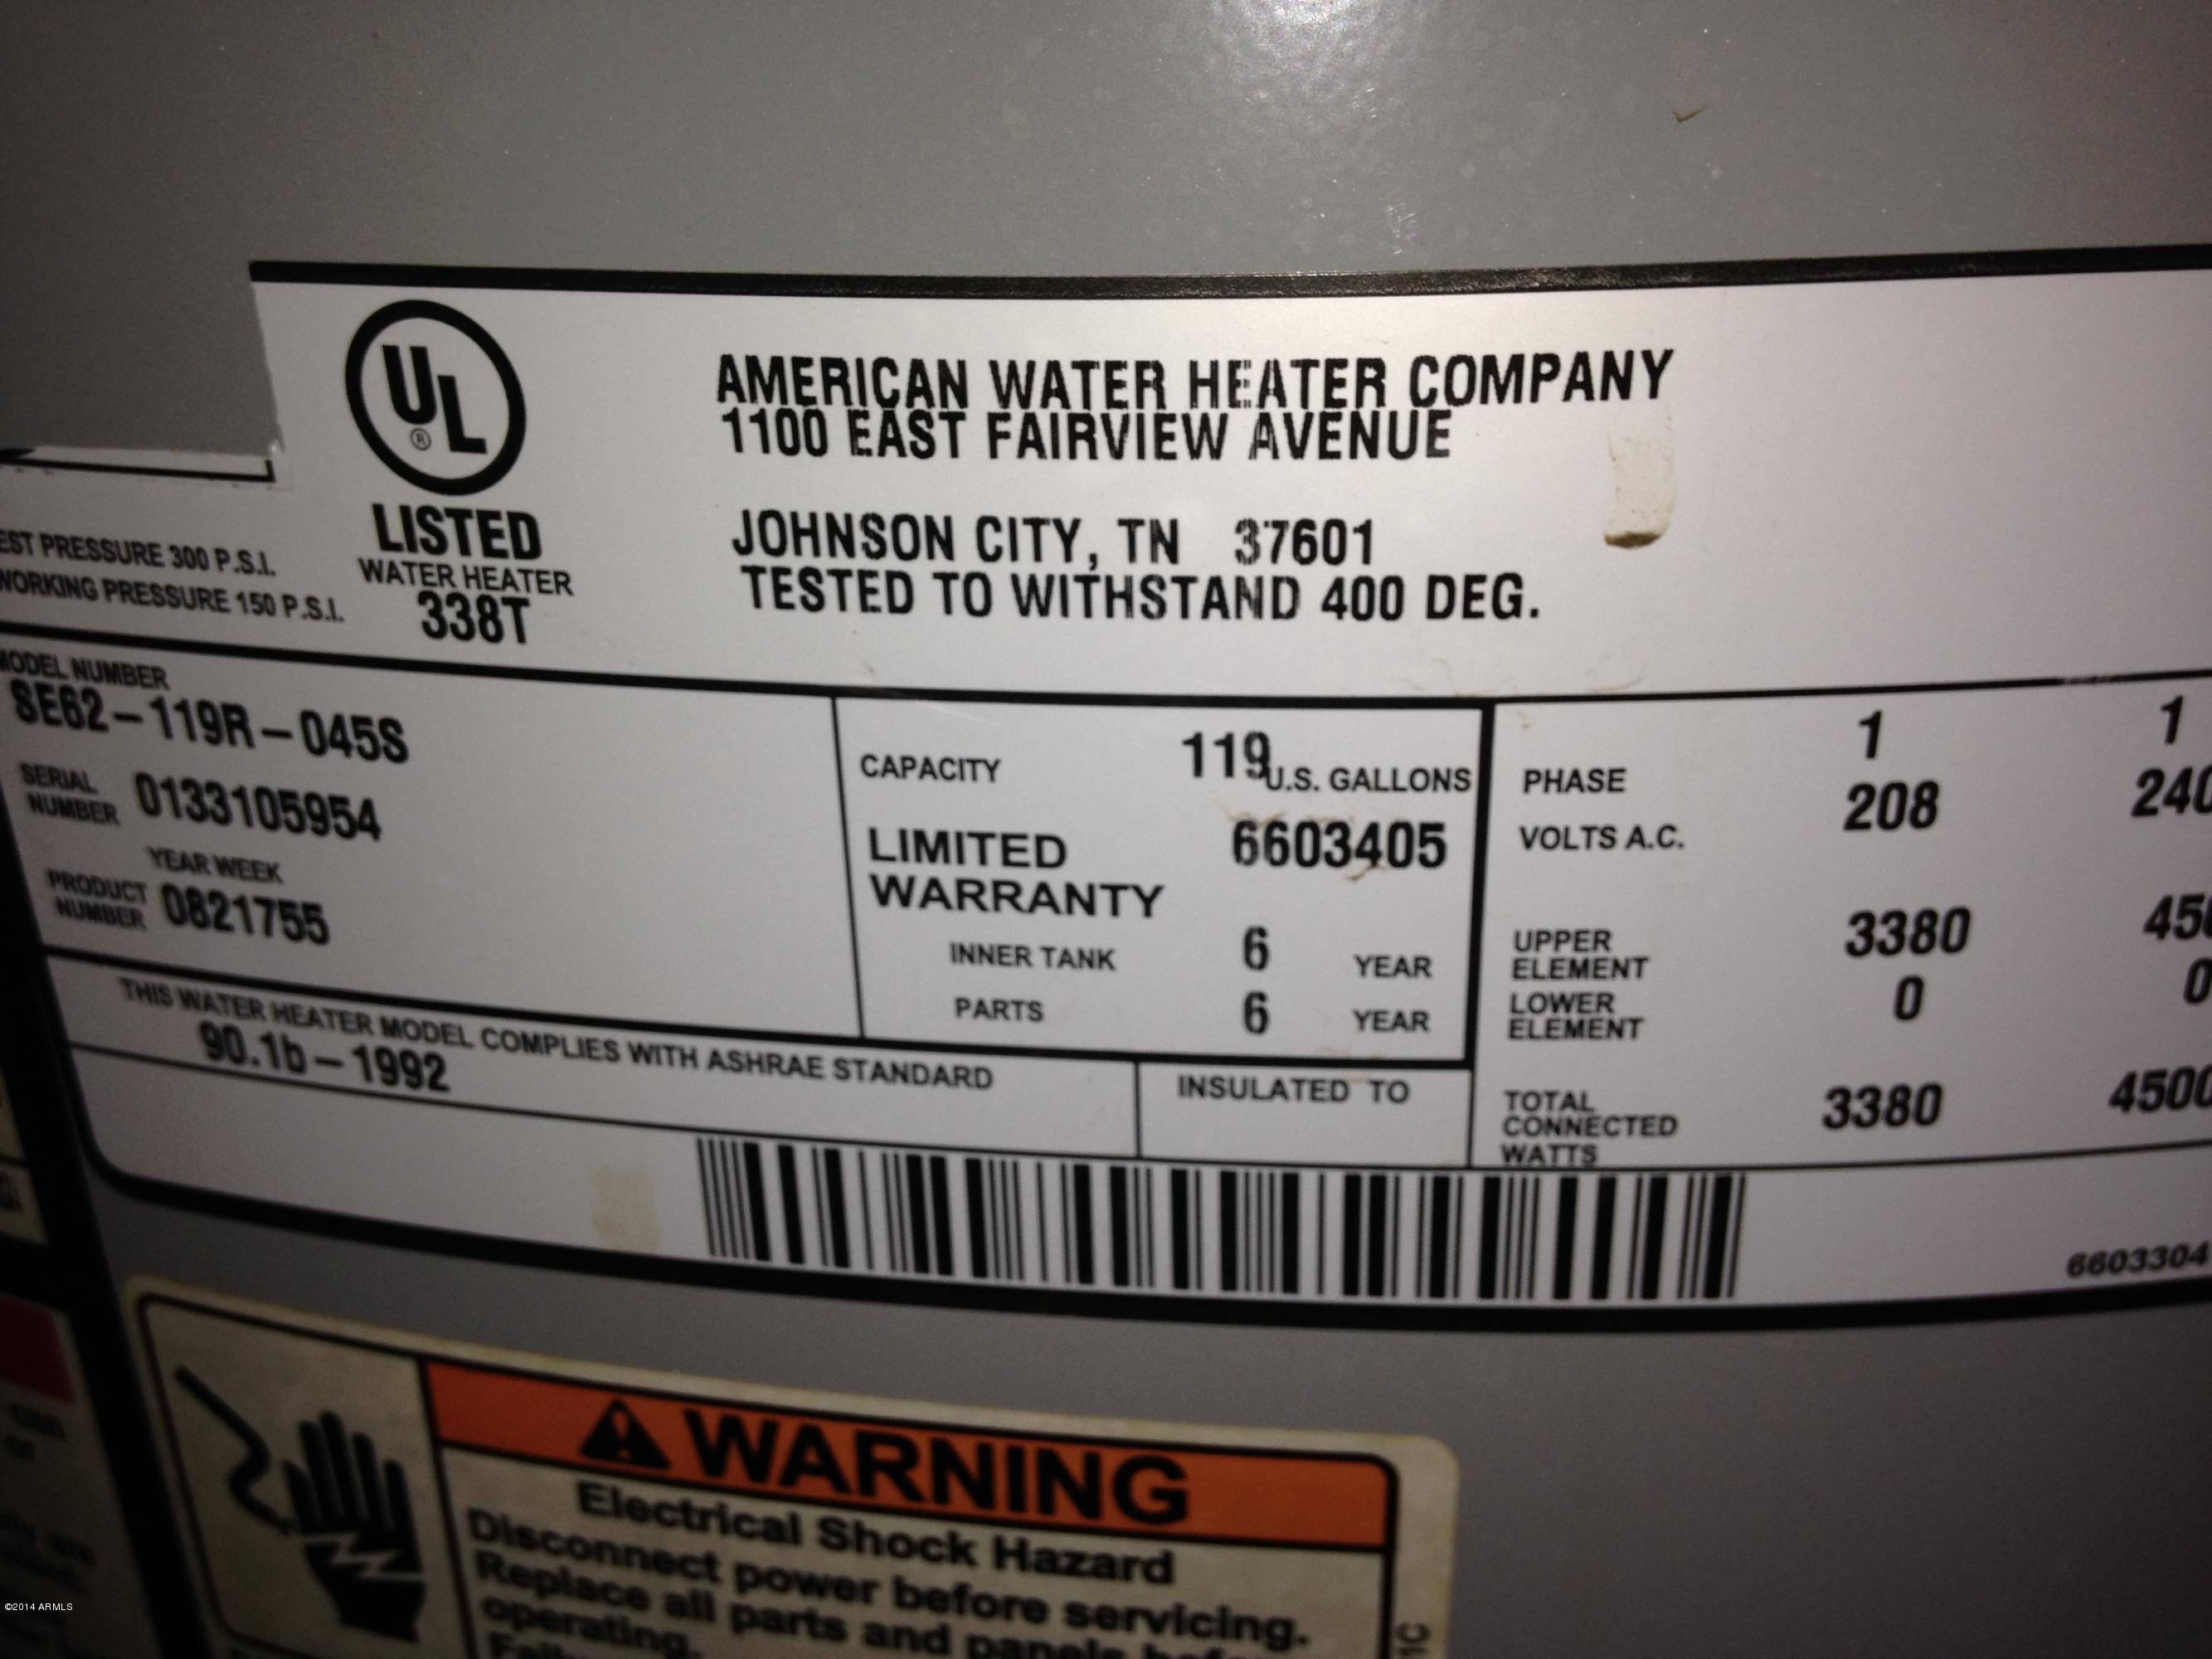 UL
®
LISTED
WATER HEATER
338T
AMERICAN WATER HEATER COMPANY
1100 EAST FAIRVIEW AVENUE
JOHNSON CITY, TN 37601
TESTED TO WITHSTAND 400 DEG.
EST PRESSURE 300 P.S.I.
WORKING PRESSURE 150 P.S.I.
MODEL NUMBER
SE62-119R-045S
SERIAL NUMBER 0133105954
YEAR WEEK
PRODUCT NUMBER 0821755
CAPACITY 119 U.S. GALLONS
LIMITED WARRANTY 6603405
INNER TANK 6 YEAR
PARTS 6 YEAR
PHASE 1 1
VOLTS A.C. 208 240
UPPER ELEMENT 3380 450
LOWER ELEMENT 0 0
TOTAL CONNECTED WATTS 3380 4500
THIS WATER HEATER MODEL COMPLIES WITH ASHRAE STANDARD
90.1b-1992
INSULATED TO
6603304
WARNING
Electrical Shock Hazard
Disconnect power before servicing.
Replace all parts and panels before
operating.
1C
©2014 ARMLS